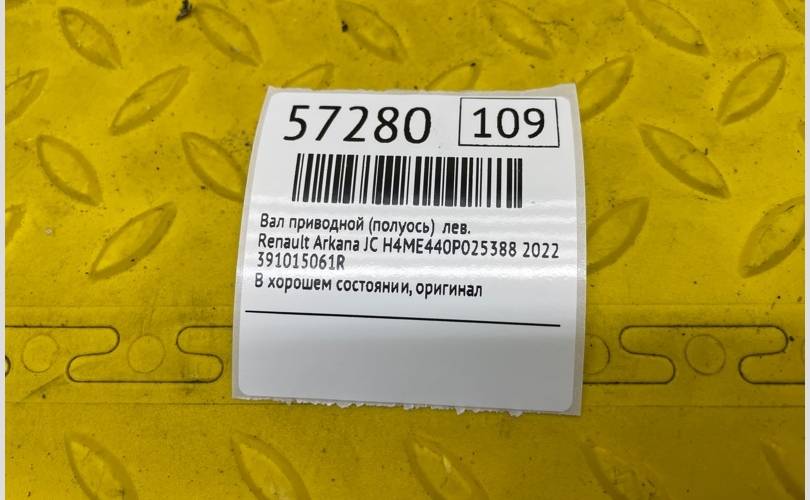 57280 109
Вал приводной (полуось) лев.
Renault Arkana JC H4ME440P025388 2022
391015061R
В хорошем состоянии, оригинал